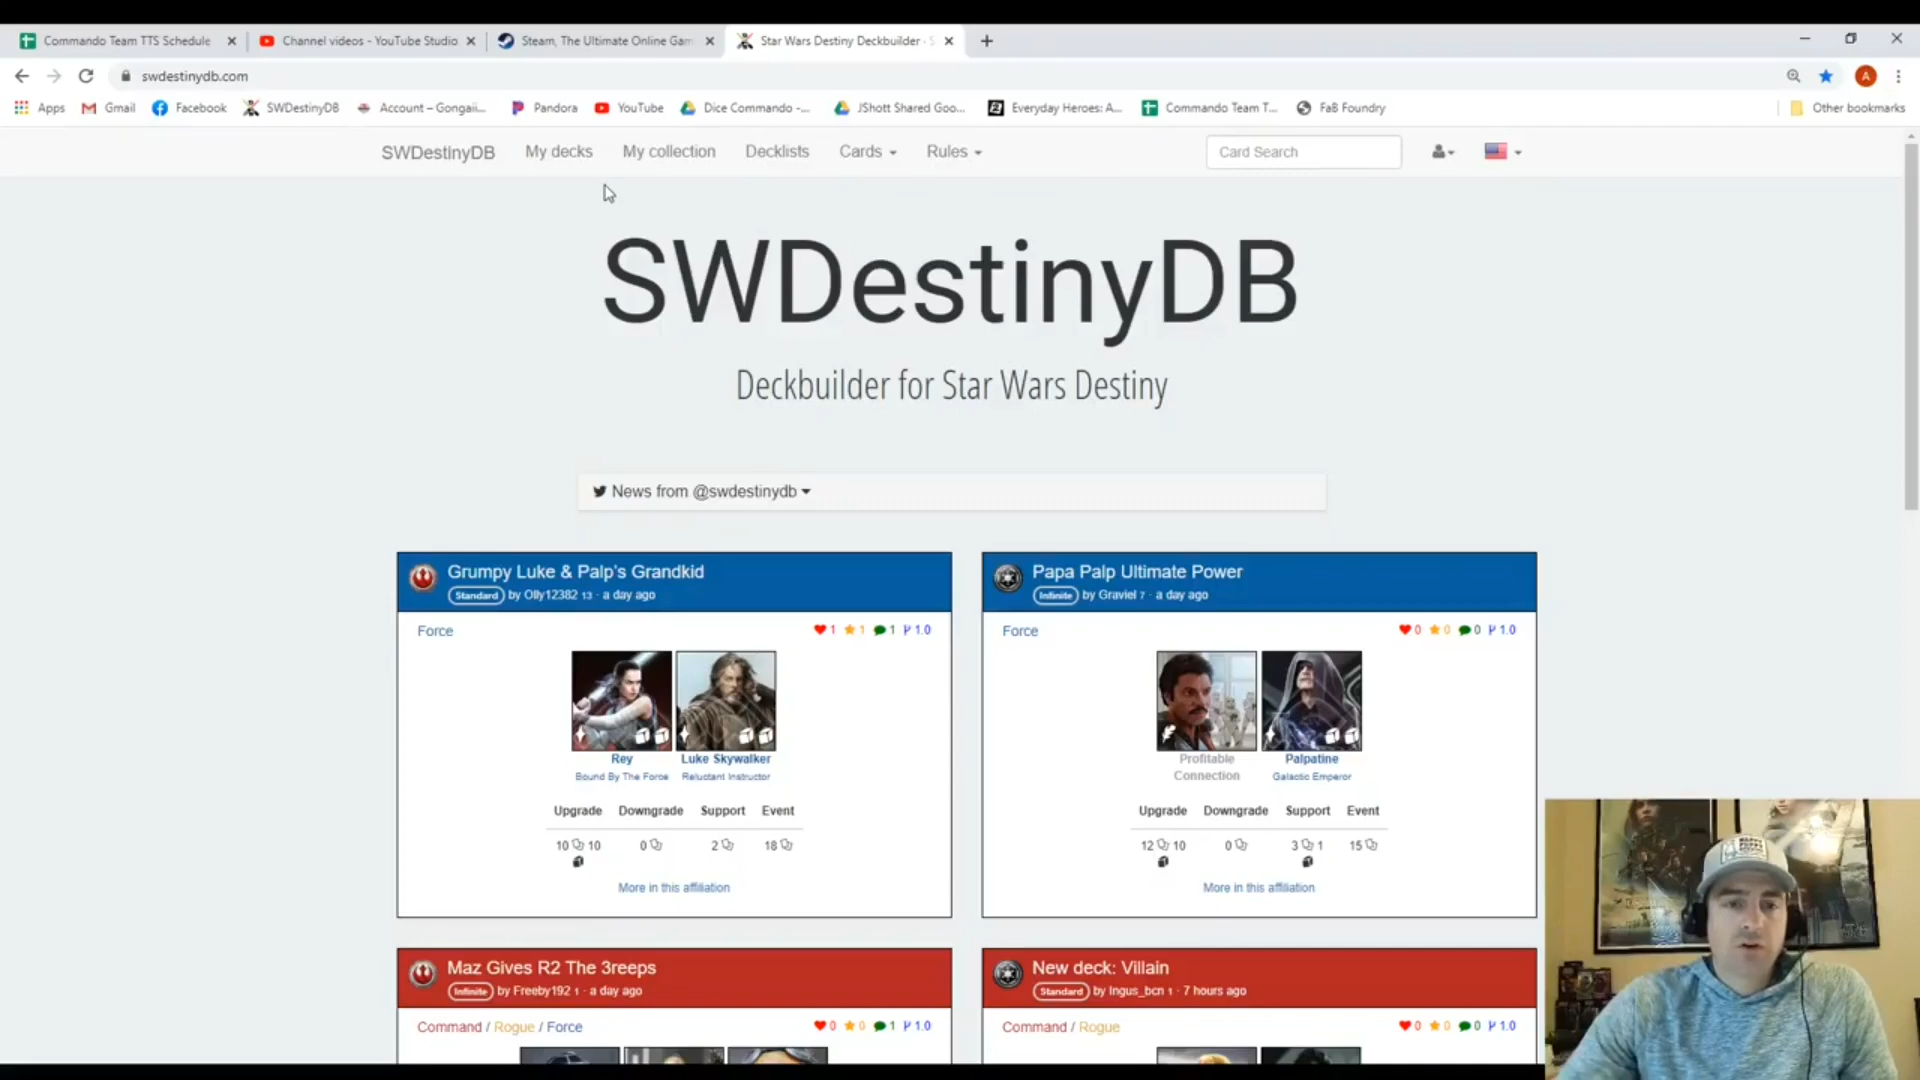 Commando Team TTS Schedule
Channel videos - YouTube Studio
Steam, The Ultimate Online Gam
Star Wars Destiny Deckbuilder - S
swdestinydb.com
A
Apps
Gmail
Facebook
SWDestinyDB
Account – Gongaii...
Pandora
YouTube
Dice Commando -...
JShott Shared Goo...
Everyday Heroes: A...
Commando Team T...
FaB Foundry
Other bookmarks
SWDestinyDB My decks My collection Decklists Cards Rules
Card Search
SWDestinyDB
Deckbuilder for Star Wars Destiny
News from @swdestinydb
Grumpy Luke & Palp's Grandkid
Standard by Olly12382 13 · a day ago
Force
1 1 1 1.0
Rey
Bound By The Force
Luke Skywalker
Reluctant Instructor
Upgrade Downgrade Support Event
10 10 0 2 18
More in this affiliation
Papa Palp Ultimate Power
Infinite by Graviel 7 · a day ago
Force
0 0 0 1.0
Profitable
Connection
Palpatine
Galactic Emperor
Upgrade Downgrade Support Event
12 10 0 3 1 15
More in this affiliation
Maz Gives R2 The 3reeps
Infinite by Freeby192 1 · a day ago
Command / Rogue / Force
0 0 1 1.0
New deck: Villain
Standard by Ingus_bcn 1 · 7 hours ago
Command / Rogue
0 0 0 1.0